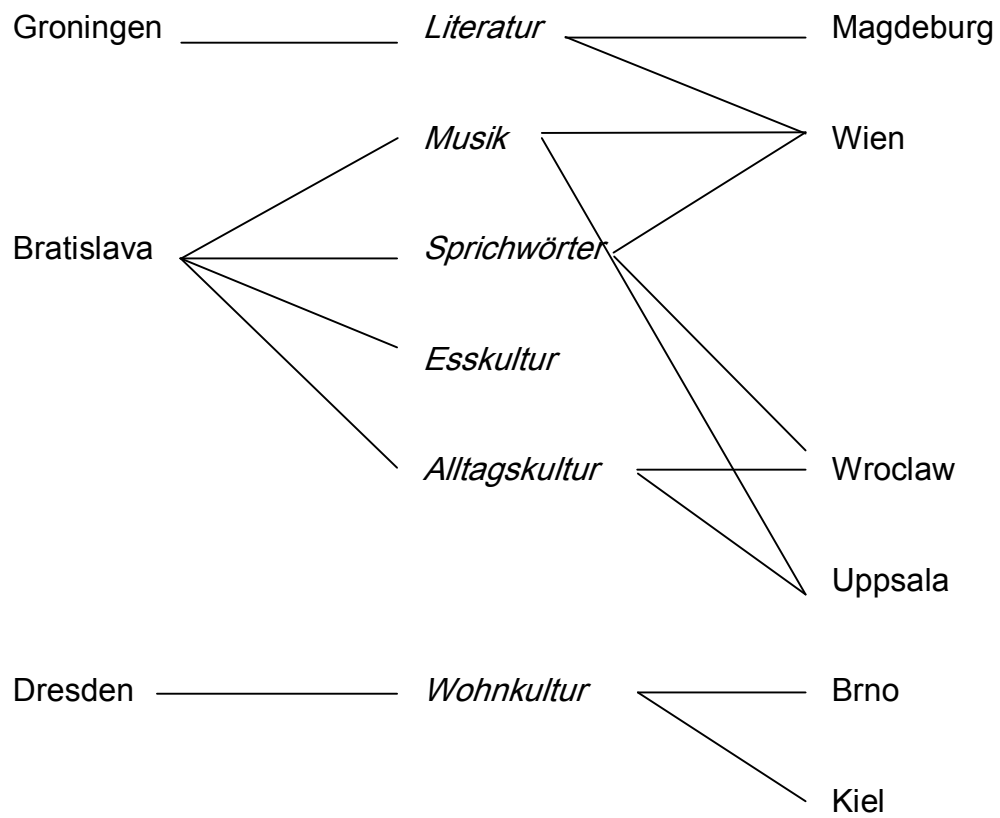 Groningen Literatur Magdeburg
Musik Wien
Bratislava Sprichwörter
Esskultur
Alltagskultur Wroclaw
Uppsala
Dresden Wohnkultur Brno
Kiel